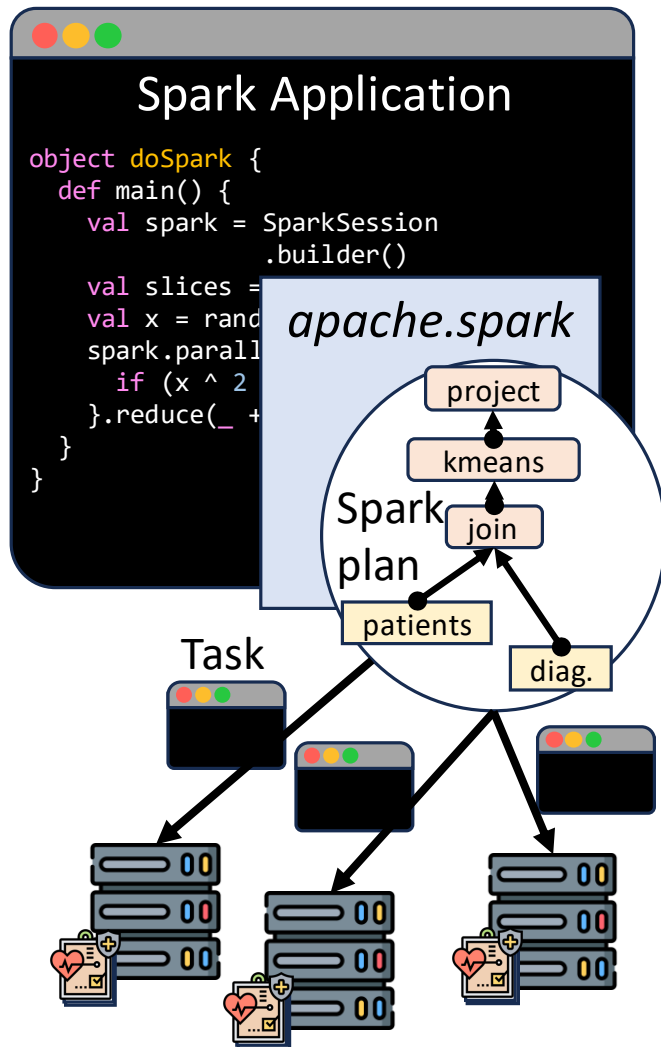 Spark Application
object doSpark {
def main() {
val spark = SparkSession
.builder()
val slices =
val x = rand
spark.parall
if (x ^ 2
}.reduce(_ +
}
}
apache.spark
project
kmeans
join
Spark
plan
patients
diag.
Task